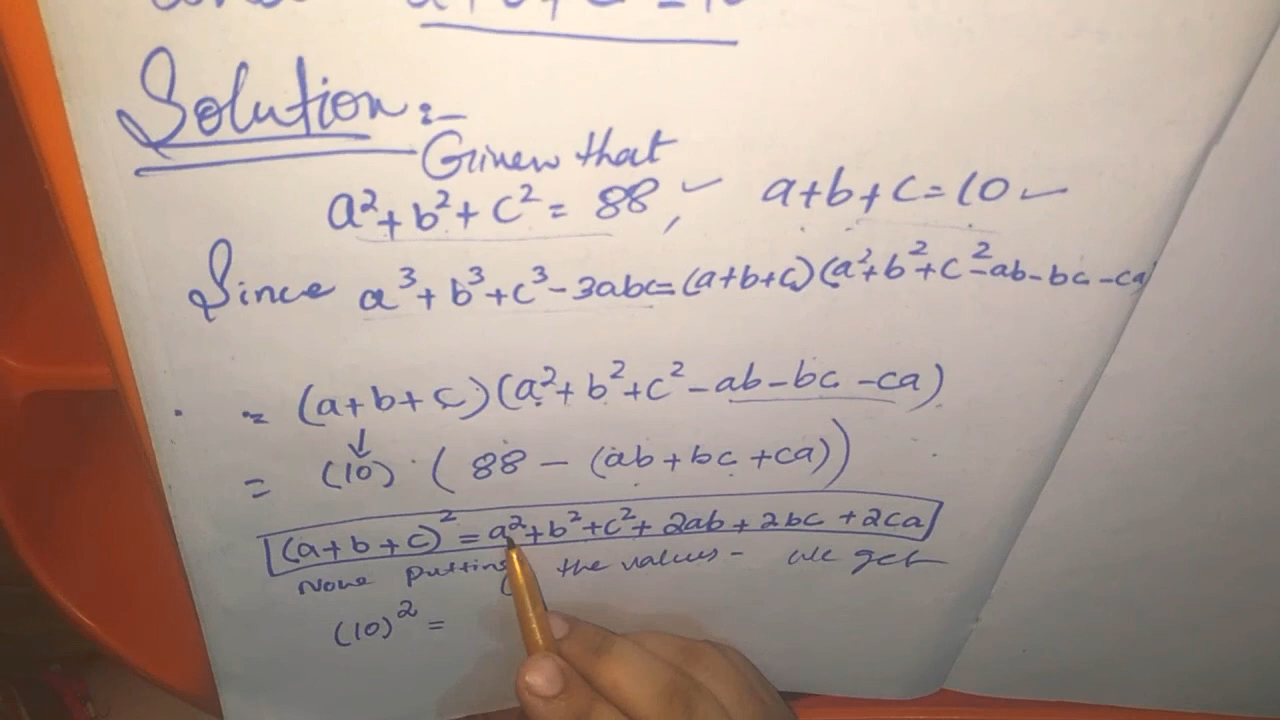 a+b+c=10
Solution:-
Given that
a²+b²+c²= 88, a+b+c=10
Since a³+b³+c³-3abc=(a+b+c)(a²+b²+c²-ab-bc-ca)
= (a+b+c)(a²+b²+c²-ab-bc-ca)
↓
= (10) · (88 - (ab+bc+ca))
(a+b+c)² = a²+b²+c²+2ab+2bc+2ca
putting the values - we get
(10)² =